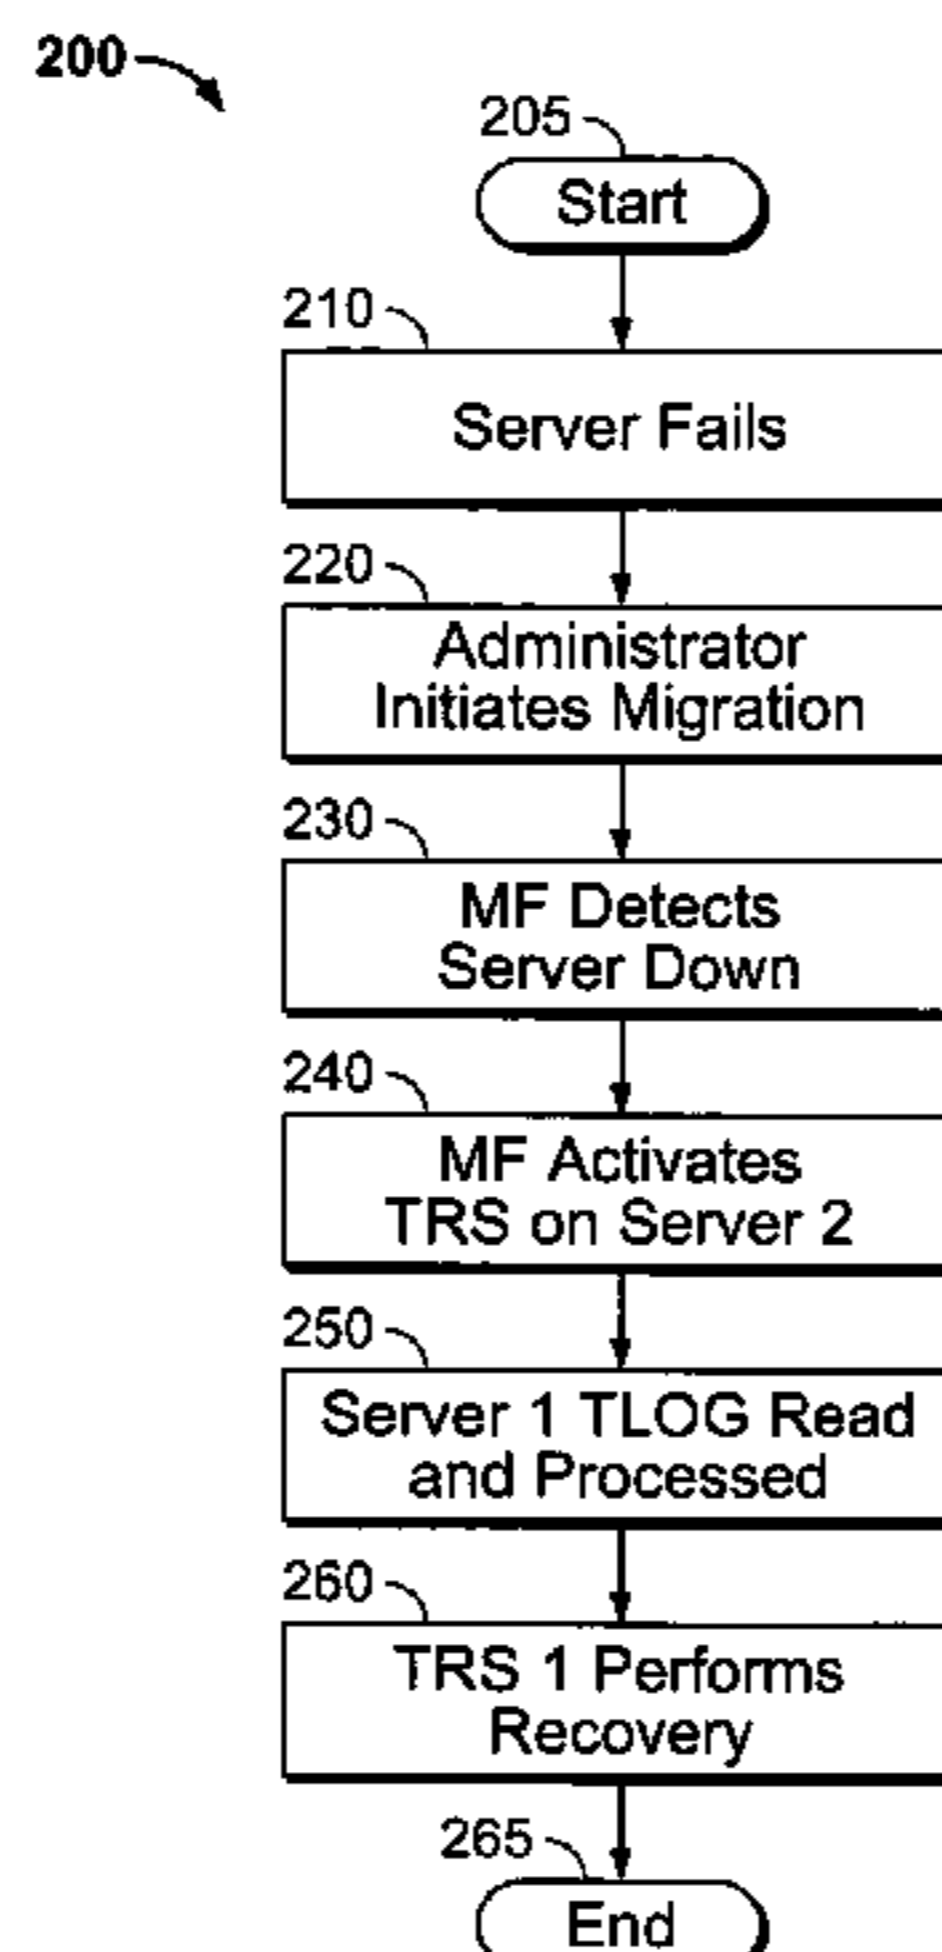 200
205
Start
210
Server Fails
220
Administrator
Initiates Migration
230
MF Detects
Server Down
240
MF Activates
TRS on Server 2
250
Server 1 TLOG Read
and Processed
260
TRS 1 Performs
Recovery
265
End